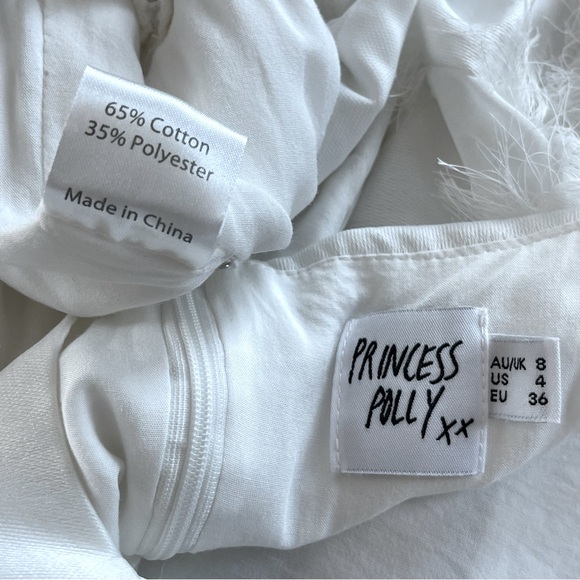 65% Cotton
35% Polyester
Made in China
PRINCESS
POLLY xx
AU/UK 8
US 4
EU 36